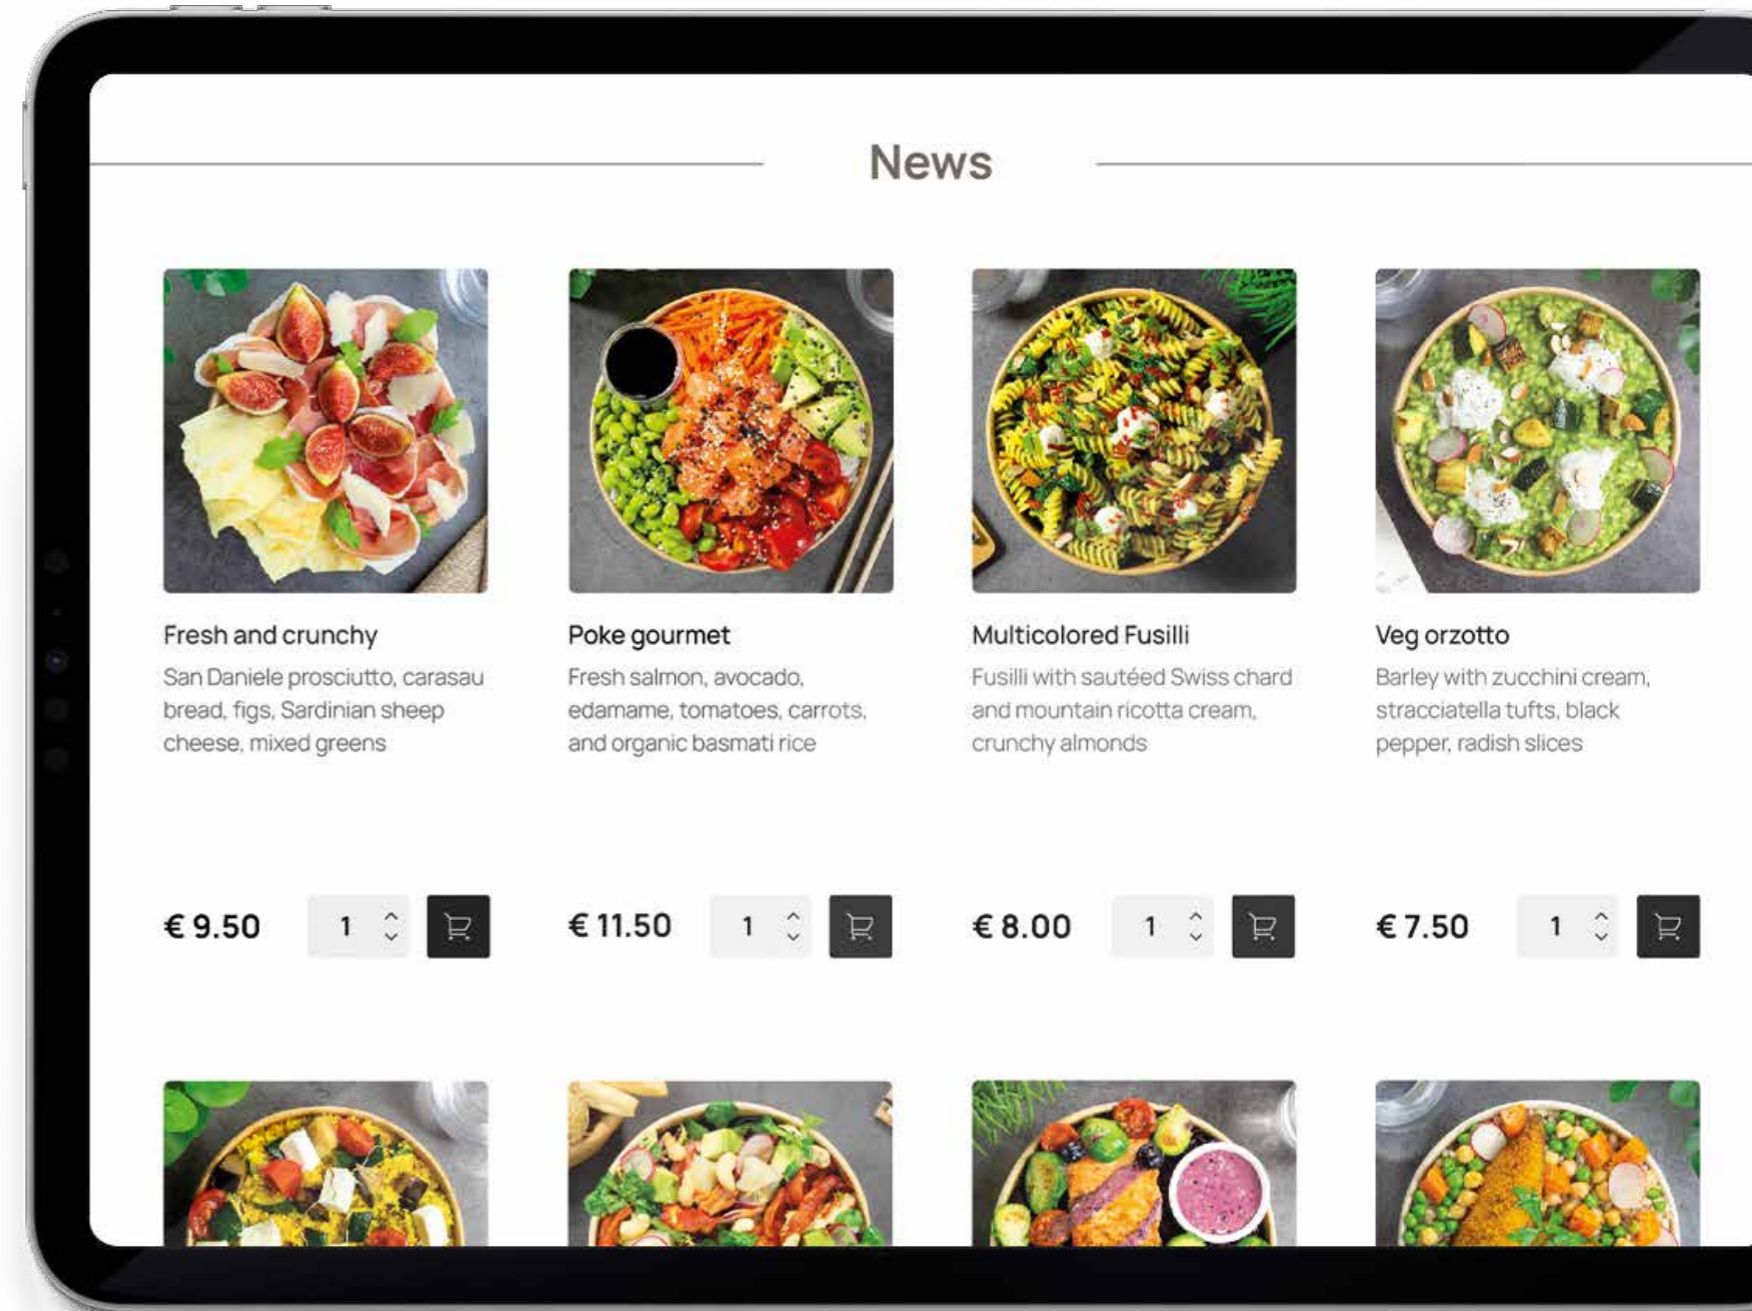 News
Fresh and crunchy
San Daniele prosciutto, carasau
bread, figs, Sardinian sheep
cheese, mixed greens
€ 9.50
1
Poke gourmet
Fresh salmon, avocado,
edamame, tomatoes, carrots,
and organic basmati rice
€ 11.50
1
Multicolored Fusilli
Fusilli with sautéed Swiss chard
and mountain ricotta cream,
crunchy almonds
€ 8.00
1
Veg orzotto
Barley with zucchini cream,
stracciatella tufts, black
pepper, radish slices
€ 7.50
1